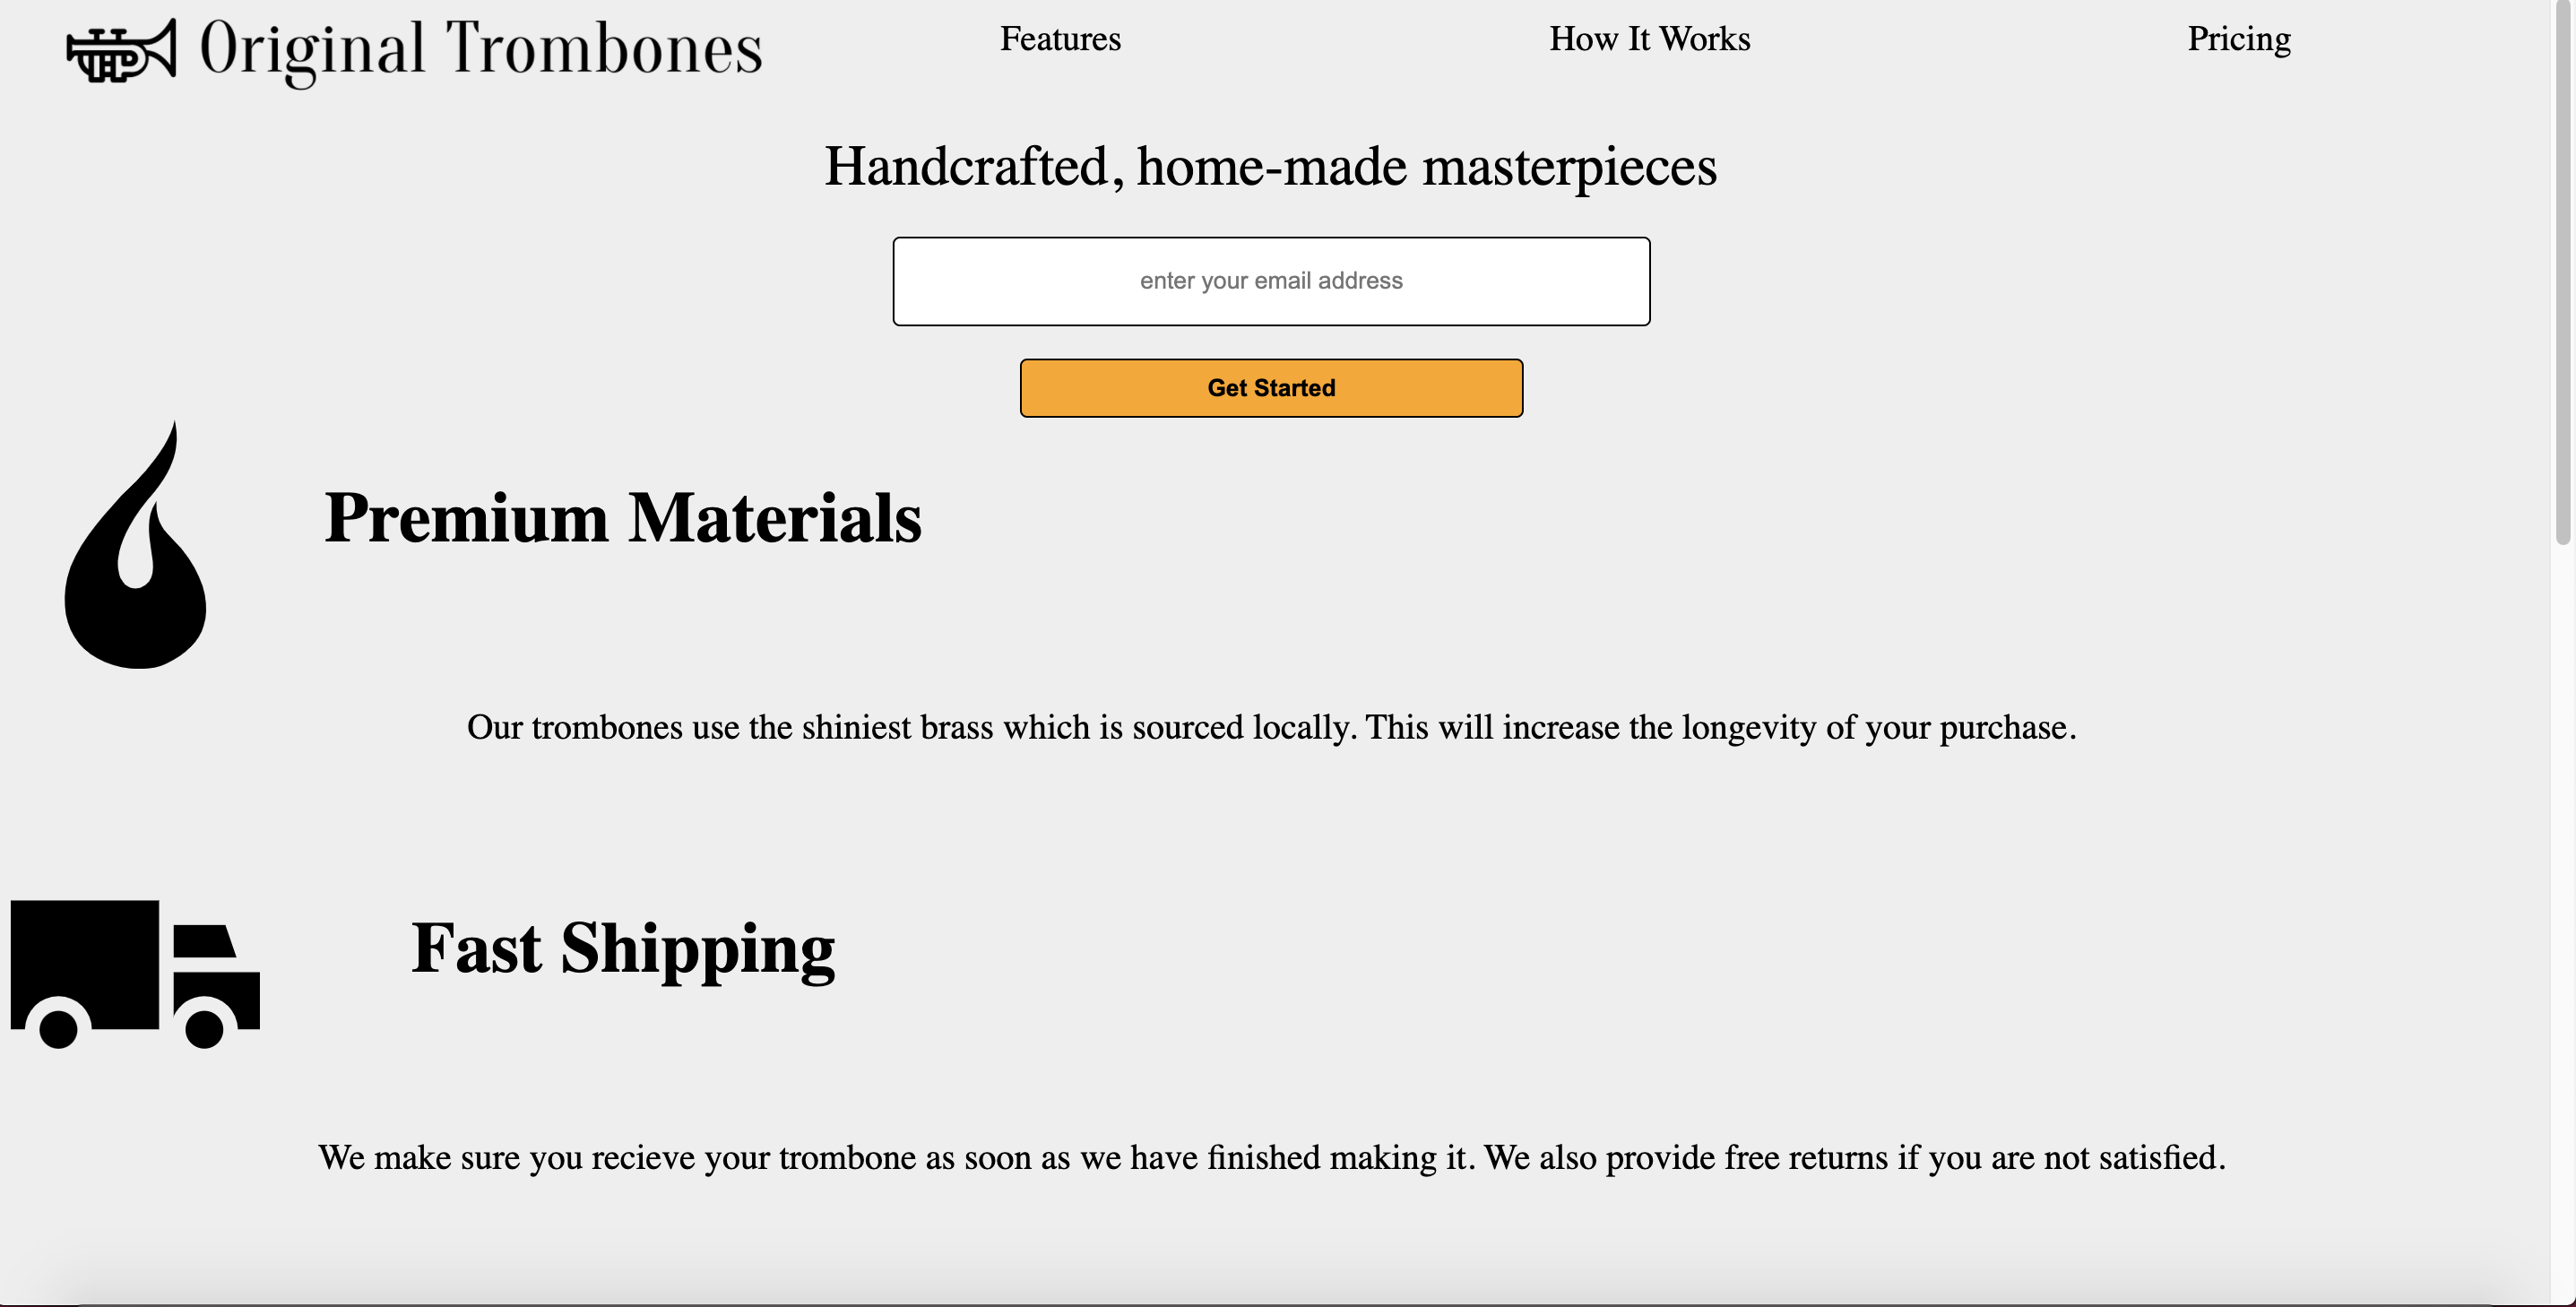 Original Trombones
Features
How It Works
Pricing
Handcrafted, home-made masterpieces
enter your email address
Get Started
Premium Materials
Our trombones use the shiniest brass which is sourced locally. This will increase the longevity of your purchase.
Fast Shipping
We make sure you recieve your trombone as soon as we have finished making it. We also provide free returns if you are not satisfied.